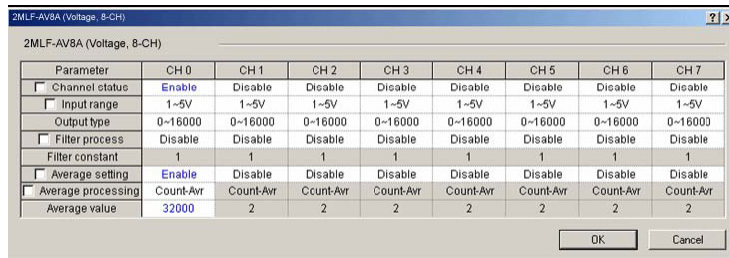 2MLF-AV8A (Voltage, 8-CH)
2MLF-AV8A (Voltage, 8-CH)
Parameter CH 0 CH 1 CH 2 CH 3 CH 4 CH 5 CH 6 CH 7
Channel status Enable Disable Disable Disable Disable Disable Disable Disable
Input range 1~5V 1~5V 1~5V 1~5V 1~5V 1~5V 1~5V 1~5V
Output type 0~16000 0~16000 0~16000 0~16000 0~16000 0~16000 0~16000 0~16000
Filter process Disable Disable Disable Disable Disable Disable Disable Disable
Filter constant 1 1 1 1 1 1 1 1
Average setting Enable Disable Disable Disable Disable Disable Disable Disable
Average processing Count-Avr Count-Avr Count-Avr Count-Avr Count-Avr Count-Avr Count-Avr Count-Avr
Average value 32000 2 2 2 2 2 2 2
OK Cancel